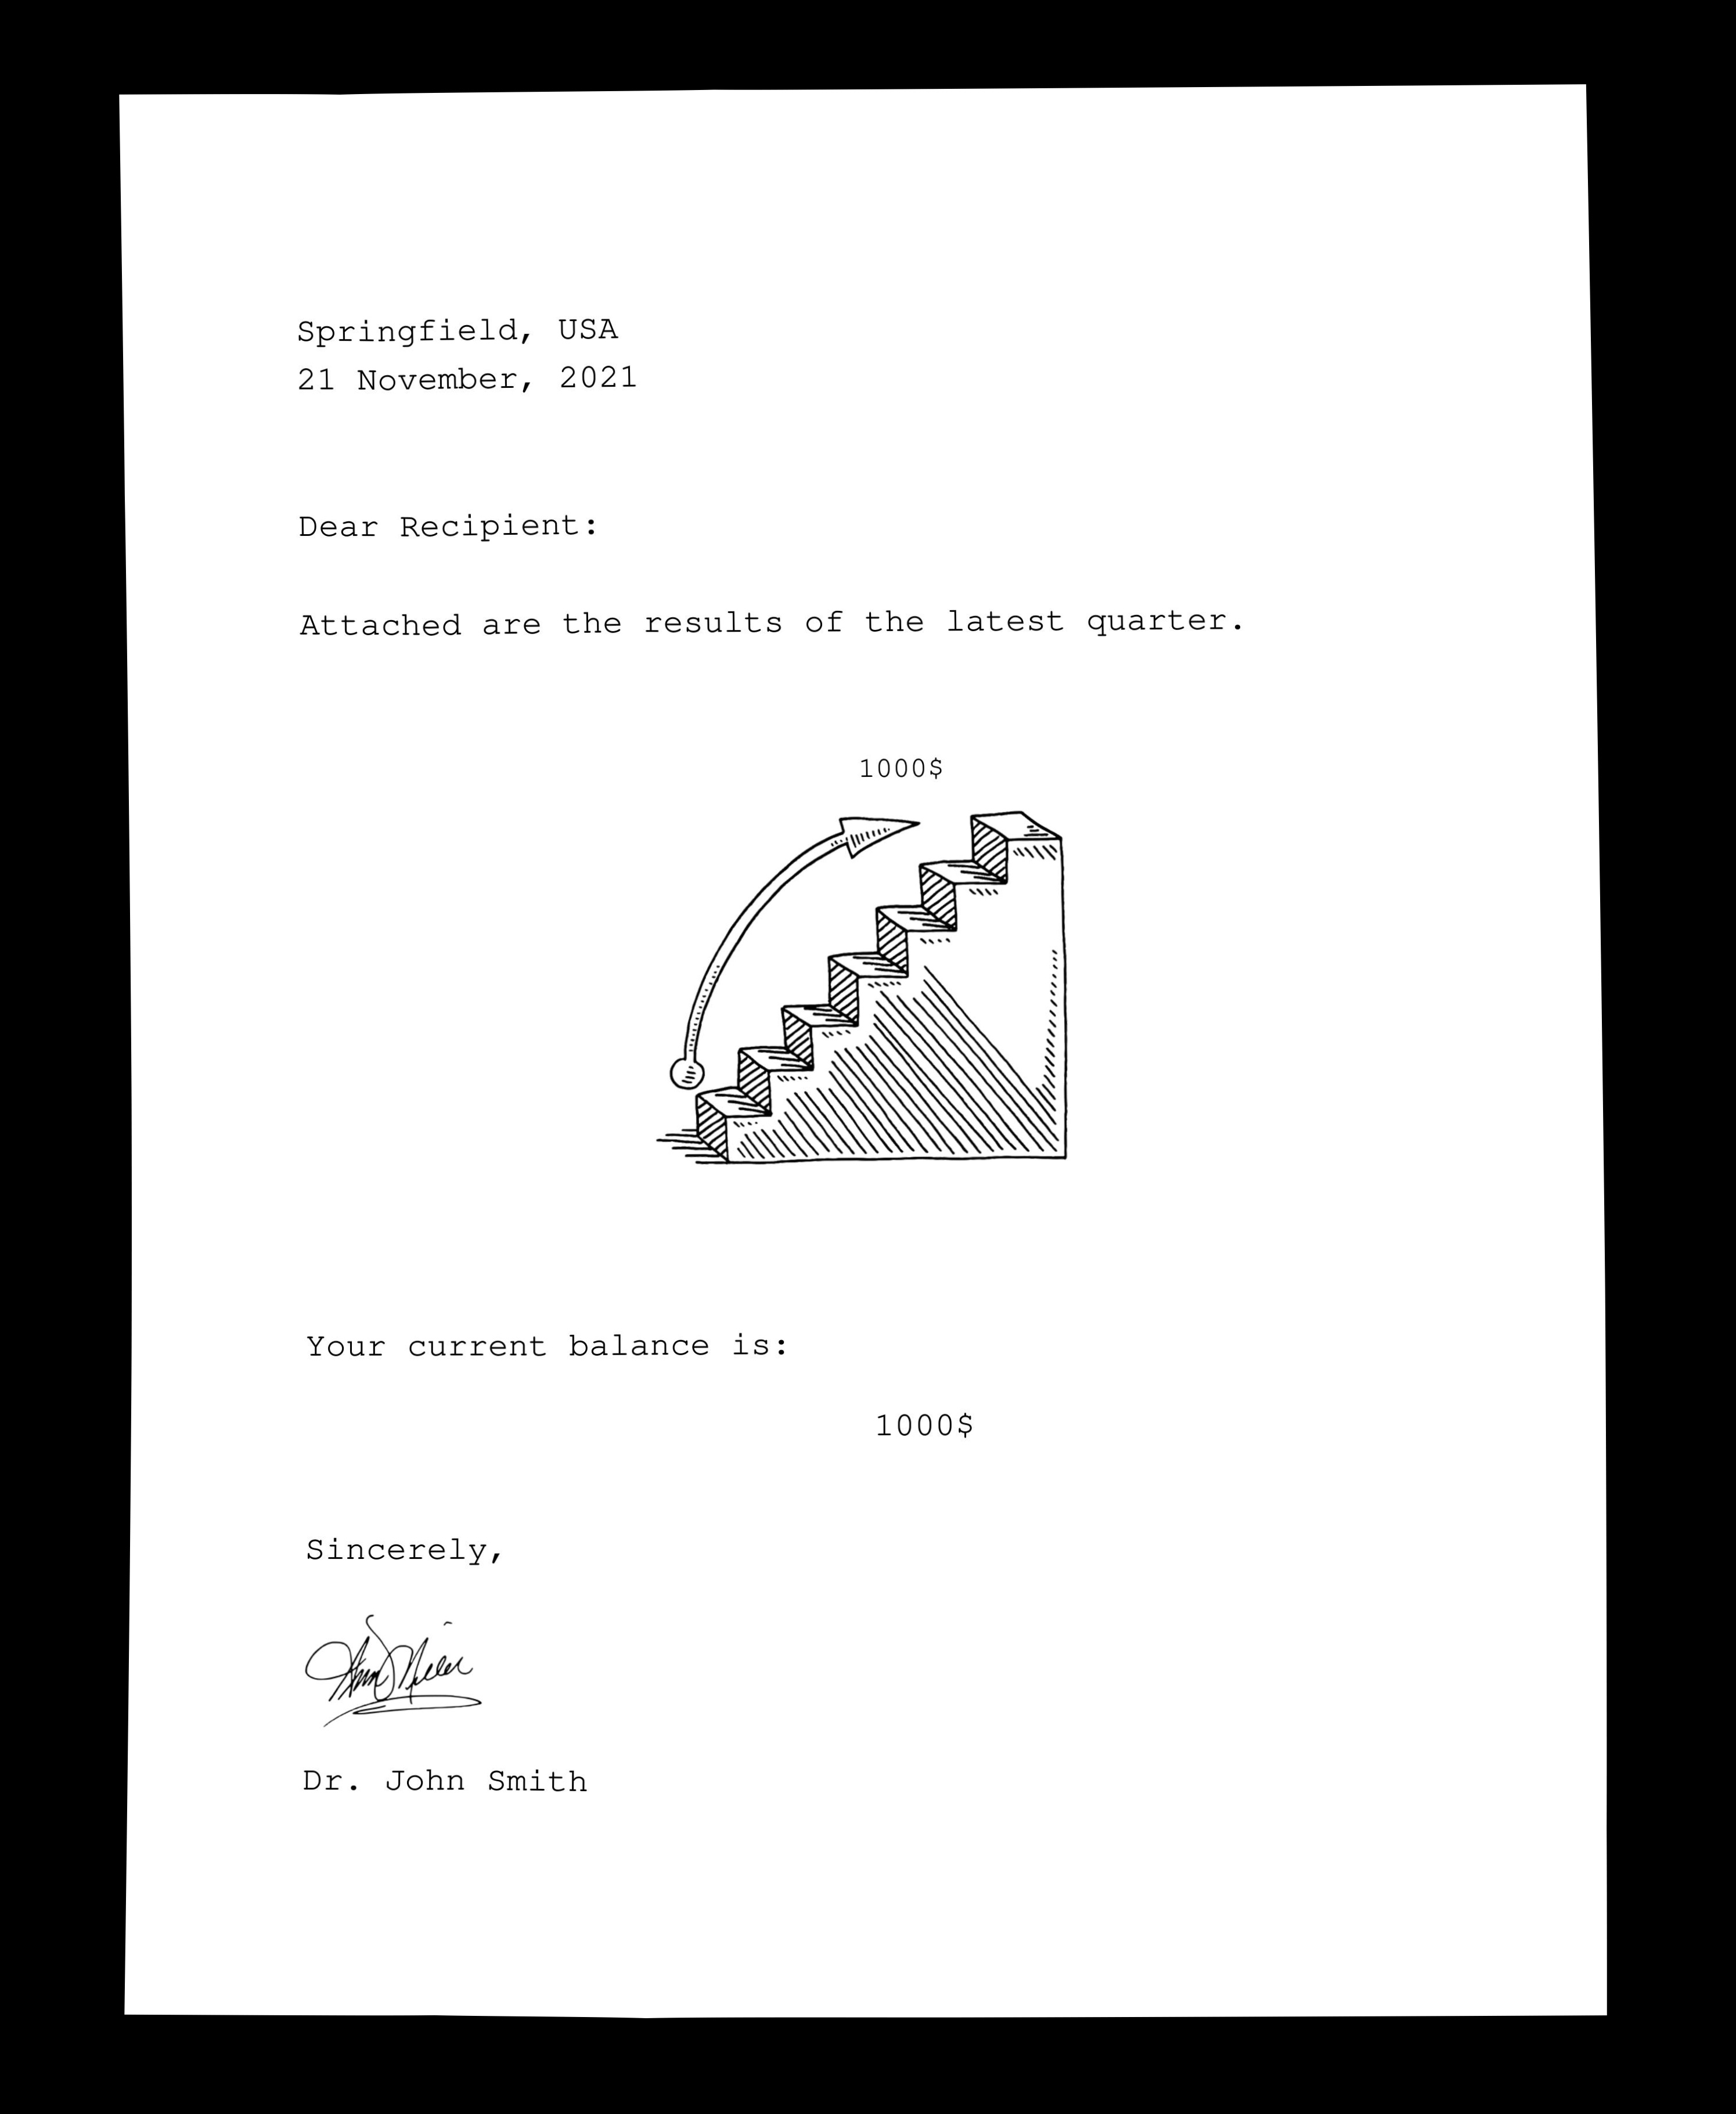 Springfield, USA
21 November, 2021
Dear Recipient:
Attached are the results of the latest quarter.
1000$
Your current balance is:
1000$
Sincerely,
Dr. John Smith